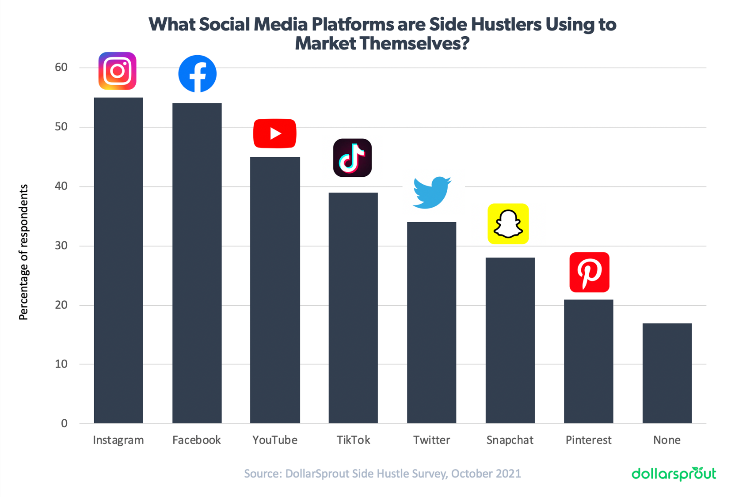 What Social Media Platforms are Side Hustlers Using to
Market Themselves?
Percentage of respondents
60
50
40
30
20
10
0
Instagram Facebook YouTube TikTok Twitter Snapchat Pinterest None
Source: DollarSprout Side Hustle Survey, October 2021
dollarsprout